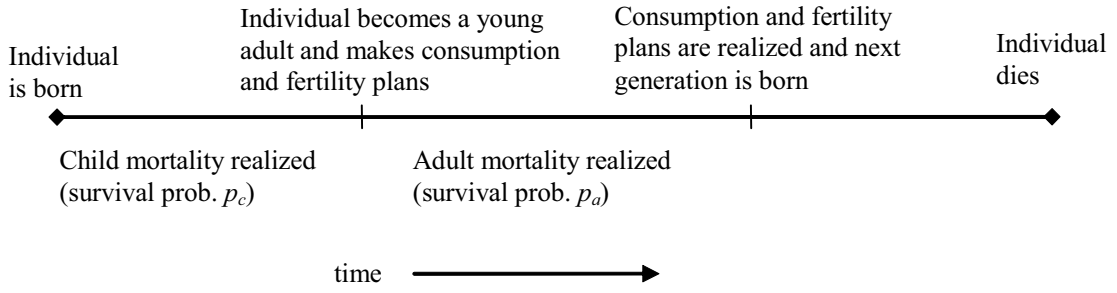 Individual
is born
Individual becomes a young
adult and makes consumption
and fertility plans
Consumption and fertility
plans are realized and next
generation is born
Individual
dies
Child mortality realized
(survival prob. pc)
Adult mortality realized
(survival prob. pa)
time